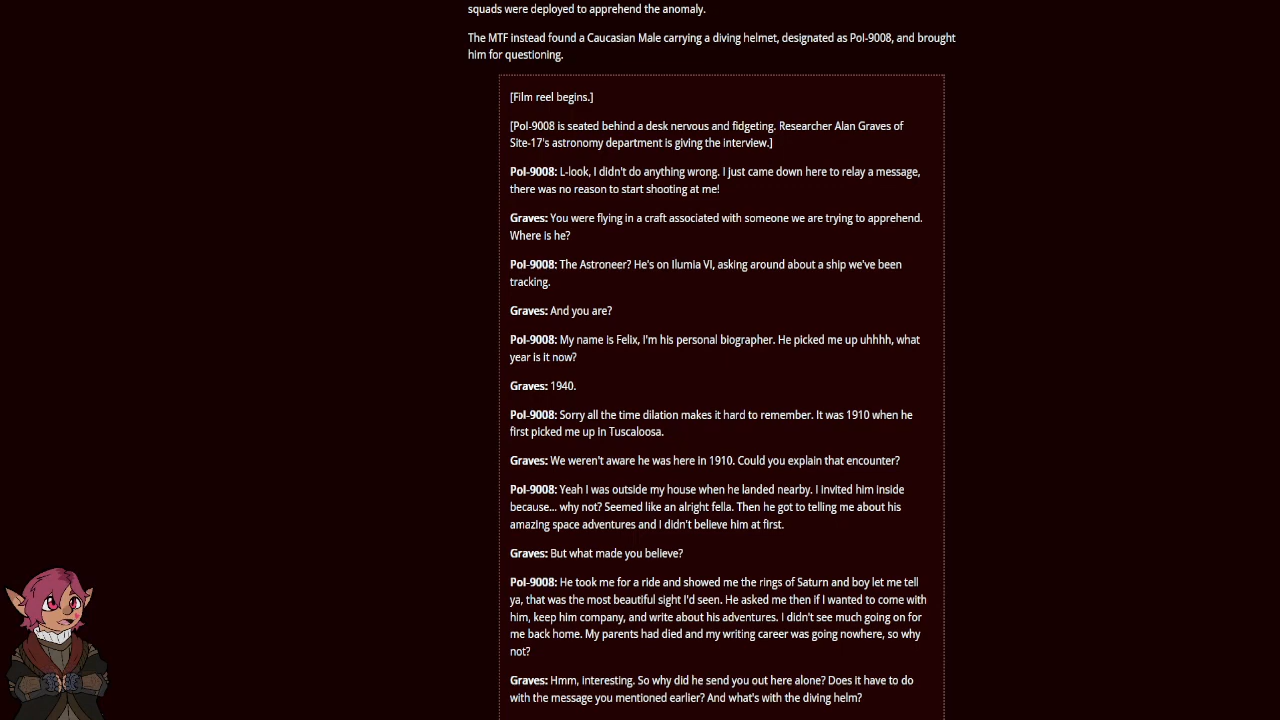 squads were deployed to apprehend the anomaly.
The MTF instead found a Caucasian Male carrying a diving helmet, designated as PoI-9008, and brought
him for questioning.
[Film reel begins.]
[PoI-9008 is seated behind a desk nervous and fidgeting. Researcher Alan Graves of
Site-17's astronomy department is giving the interview.]
PoI-9008: L-look, I didn't do anything wrong. I just came down here to relay a message,
there was no reason to start shooting at me!
Graves: You were flying in a craft associated with someone we are trying to apprehend.
Where is he?
PoI-9008: The Astroneer? He's on Ilumia VI, asking around about a ship we've been
tracking.
Graves: And you are?
PoI-9008: My name is Felix, I'm his personal biographer. He picked me up uhhhh, what
year is it now?
Graves: 1940.
PoI-9008: Sorry all the time dilation makes it hard to remember. It was 1910 when he
first picked me up in Tuscaloosa.
Graves: We weren't aware he was here in 1910. Could you explain that encounter?
PoI-9008: Yeah I was outside my house when he landed nearby. I invited him inside
because... why not? Seemed like an alright fella. Then he got to telling me about his
amazing space adventures and I didn't believe him at first.
Graves: But what made you believe?
PoI-9008: He took me for a ride and showed me the rings of Saturn and boy let me tell
ya, that was the most beautiful sight I'd seen. He asked me then if I wanted to come with
him, keep him company, and write about his adventures. I didn't see much going on for
me back home. My parents had died and my writing career was going nowhere, so why
not?
Graves: Hmm, interesting. So why did he send you out here alone? Does it have to do
with the message you mentioned earlier? And what's with the diving helm?